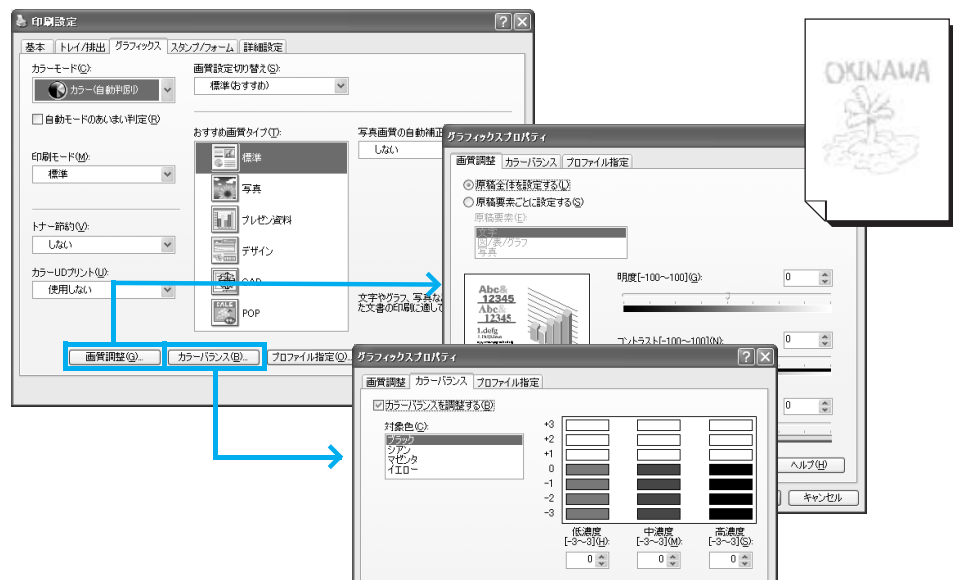 印刷設定
基本 トレイ/排出 グラフィックス スタンプ/フォーム 詳細設定
カラーモード(C):
カラー(自動判別)
自動モードのあいまい判定(R)
印刷モード(M):
標準
トナー節約(V):
しない
カラーUDプリント(U):
使用しない
画質設定切り替え(S):
標準(おすすめ)
おすすめ画質タイプ(T):
標準
写真
プレゼン資料
デザイン
CAD
POP
写真画質の自動補正
しない
文字やグラフ、写真な
た文書の印刷に適して
画質調整(G)...
カラーバランス(B)...
プロファイル指定(O)...
グラフィックスプロパティ
画質調整 カラーバランス プロファイル指定
原稿全体を設定する(L)
原稿要素ごとに設定する(S)
原稿要素(E):
文字
図/表/グラフ
写真
Abc&
12345
Abc&
12345
1.defg
明度[-100～100](G):
0
コントラスト[-100～100](N):
0
0
ヘルプ(H)
キャンセル
グラフィックスプロパティ
画質調整 カラーバランス プロファイル指定
カラーバランスを調整する(B)
対象色(C):
ブラック
シアン
マゼンタ
イエロー
+3
+2
+1
0
-1
-2
-3
低濃度 中濃度 高濃度
[-3～3](H): [-3～3](M): [-3～3](S):
0 0 0
OKINAWA